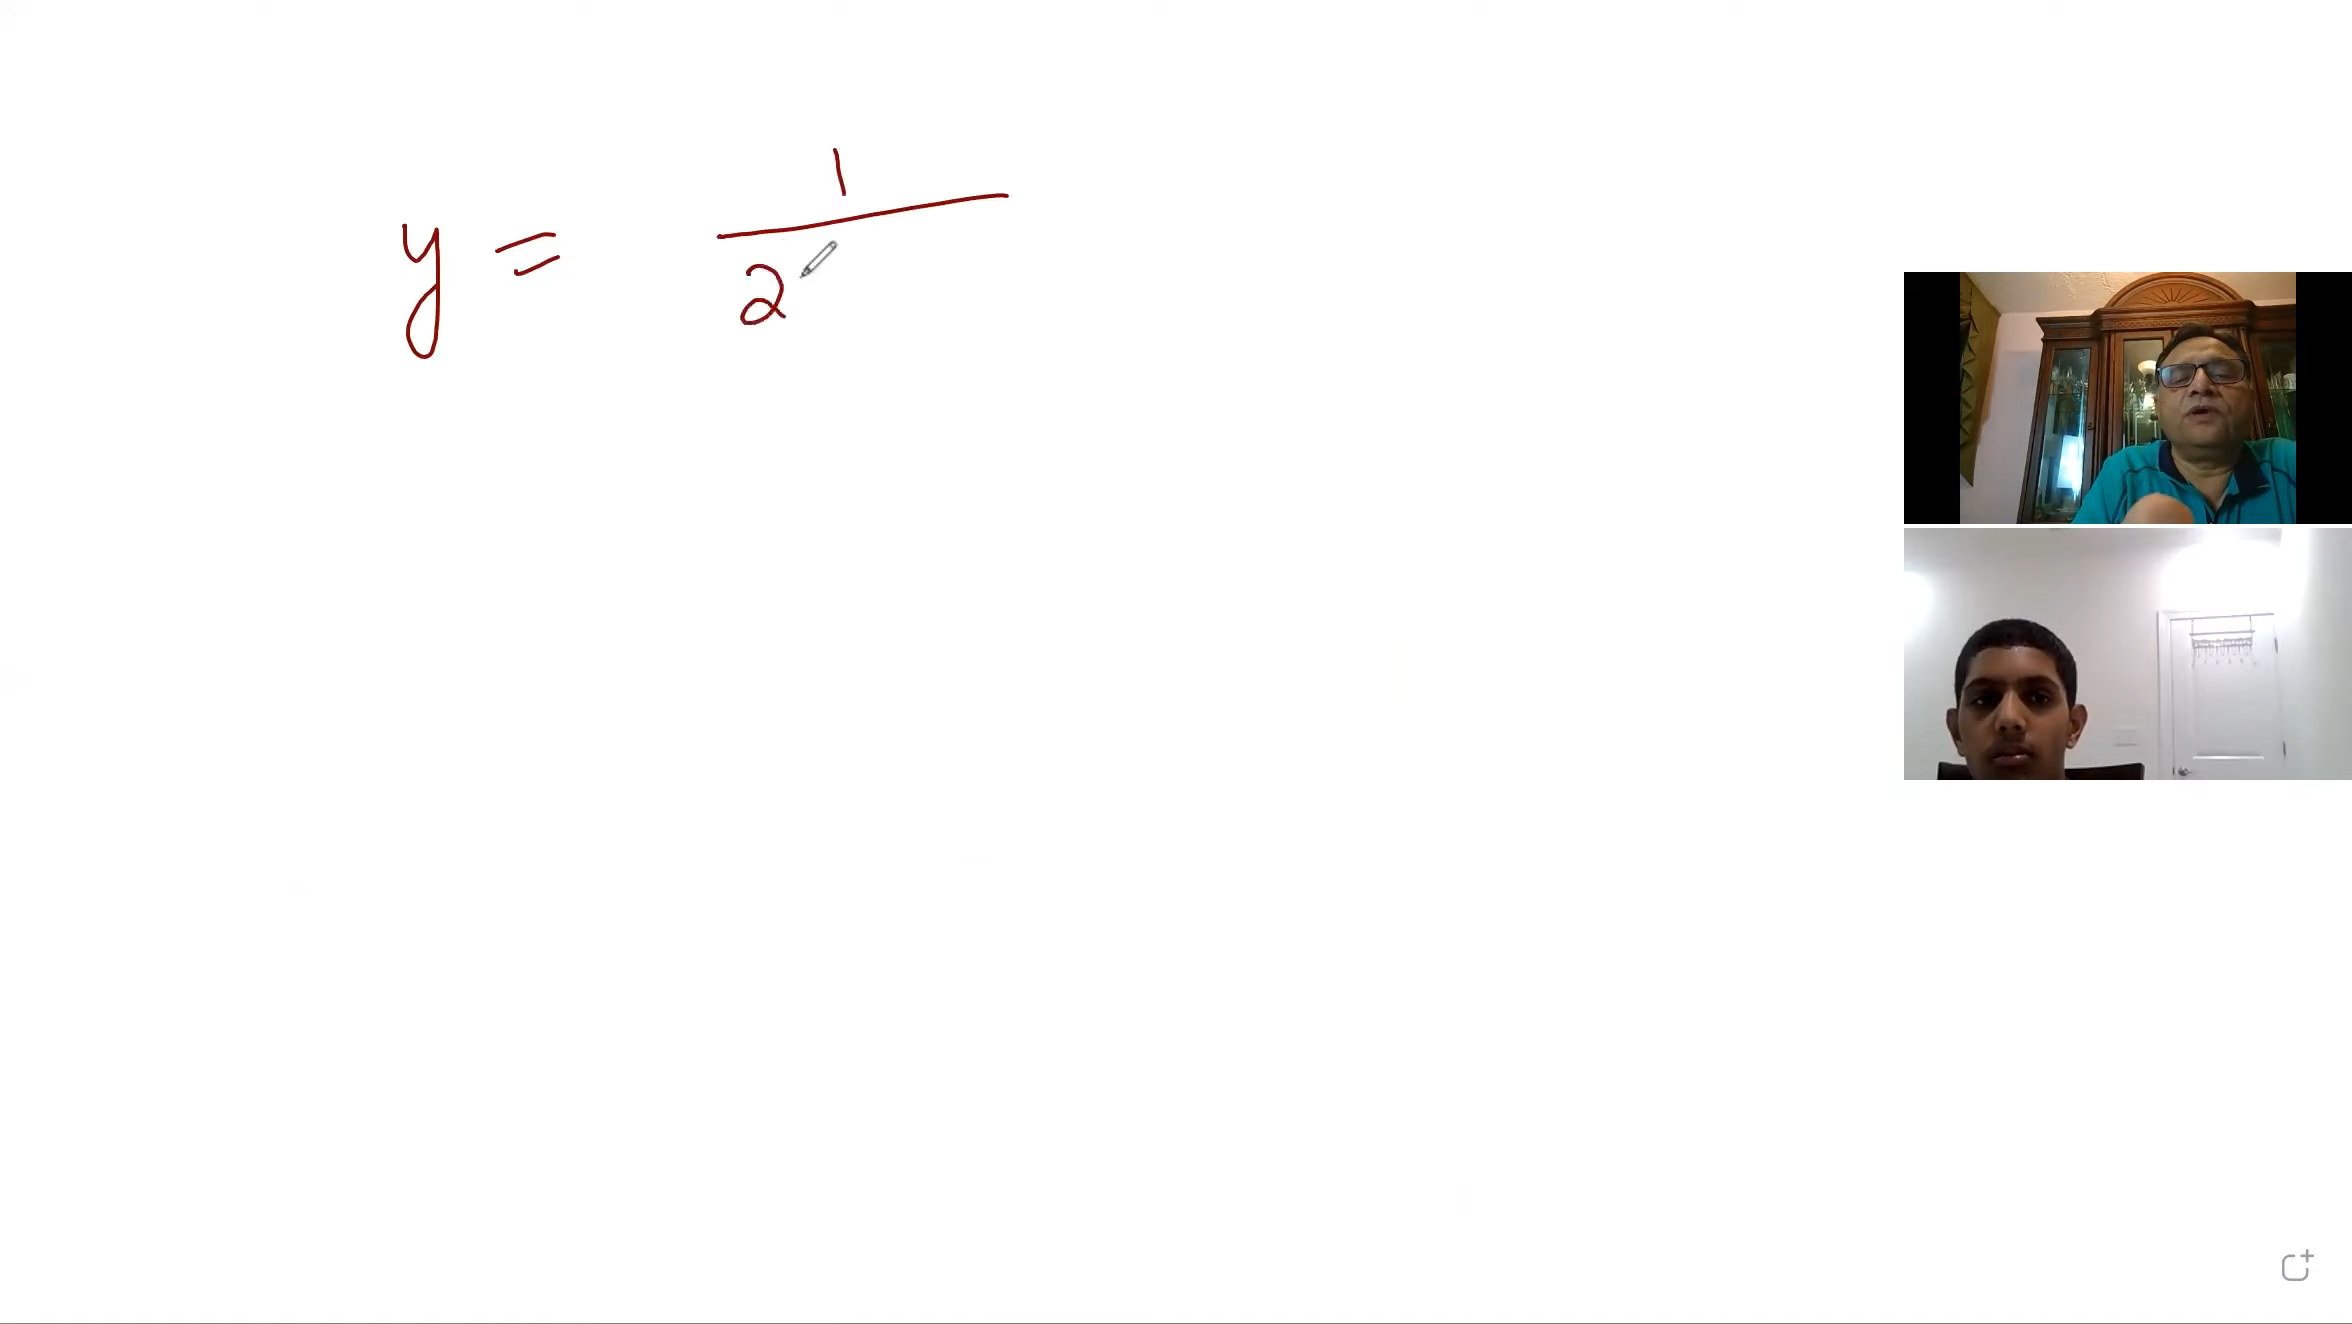 y = 1/2